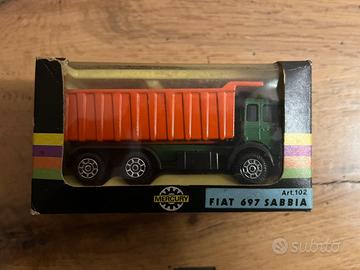 Art.102
MERCURY
FIAT 697 SABBIA
subito